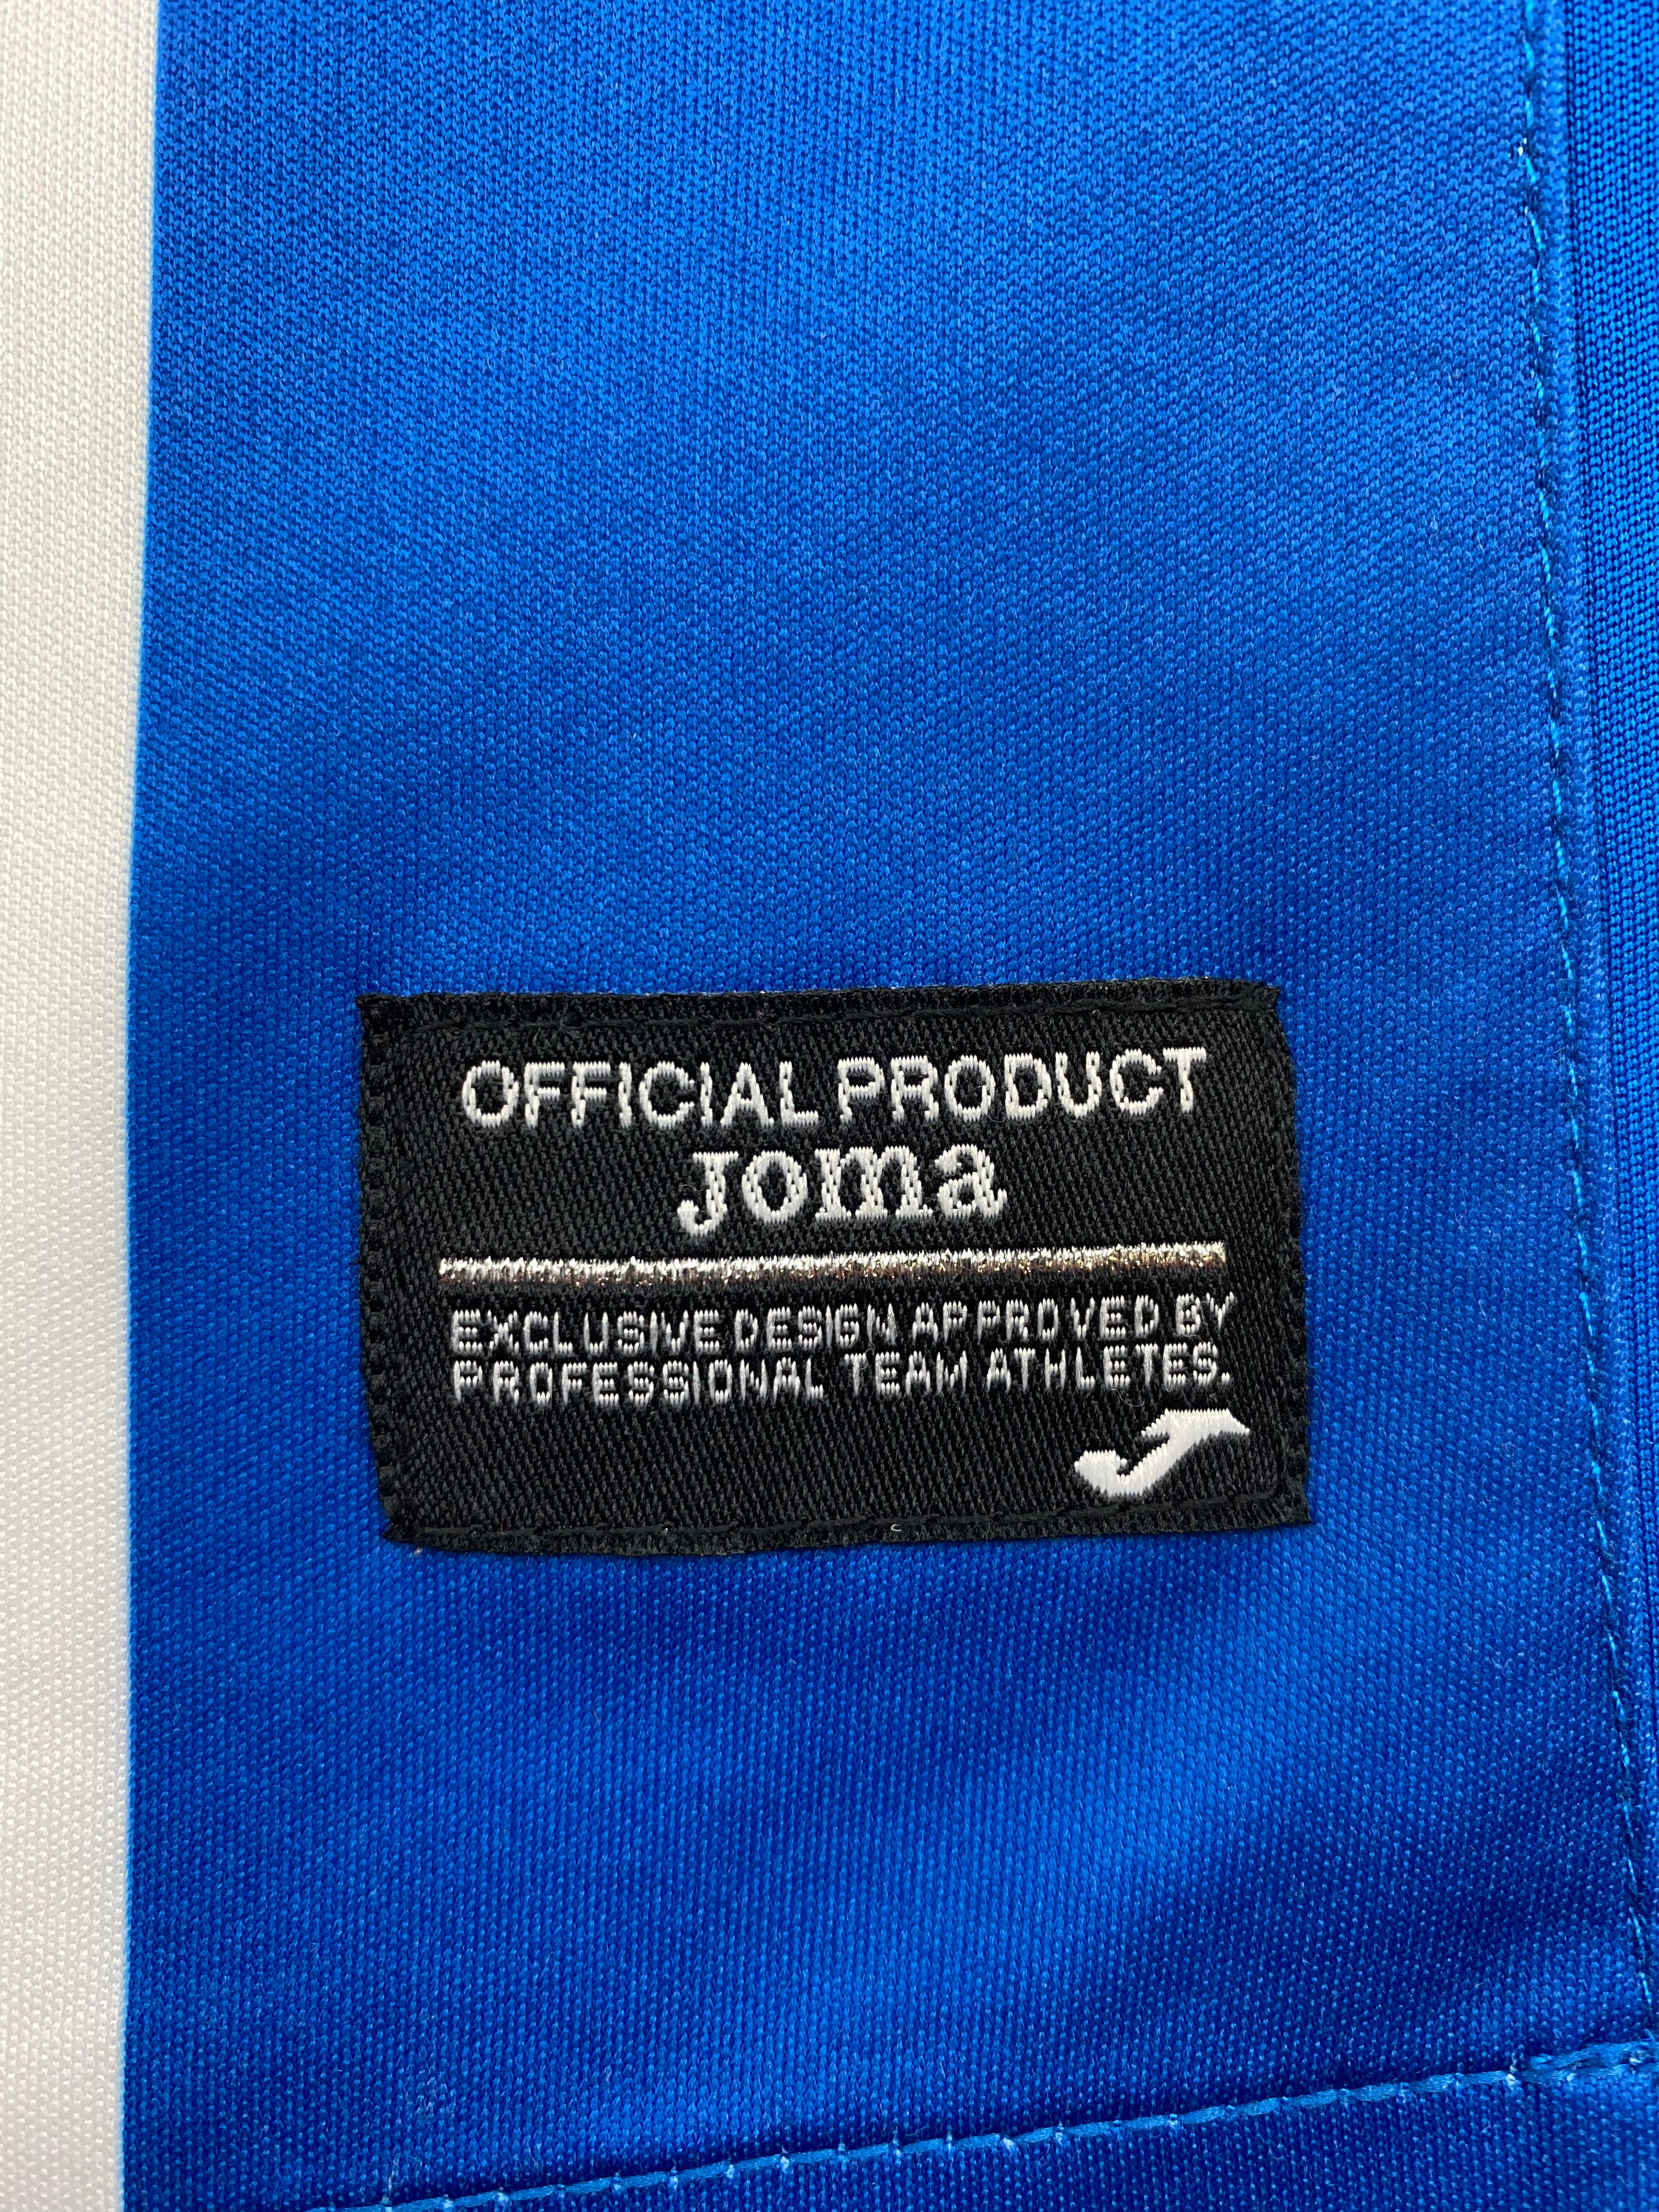 OFFICIAL PRODUCT
Joma
EXCLUSIVE DESIGN APPROVED BY
PROFESSIONAL TEAM ATHLETES.